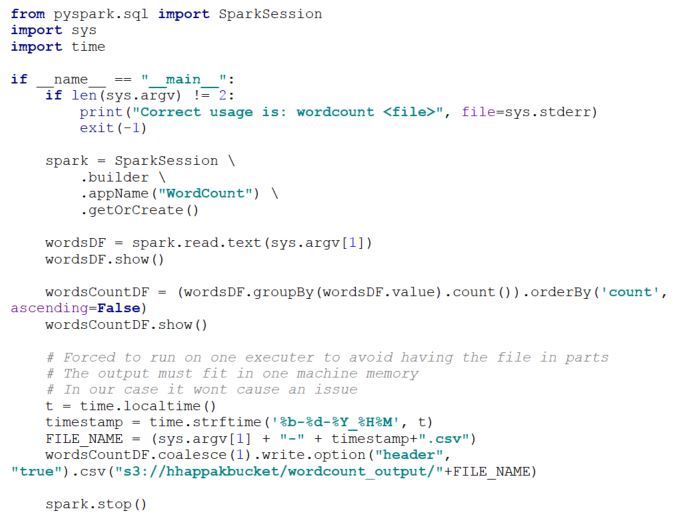 from pyspark.sql import SparkSession
import sys
import time
if __name__ == "__main__":
    if len(sys.argv) != 2:
        print("Correct usage is: wordcount <file>", file=sys.stderr)
        exit(-1)
    spark = SparkSession \
        .builder \
        .appName("WordCount") \
        .getOrCreate()
    wordsDF = spark.read.text(sys.argv[1])
    wordsDF.show()
    wordsCountDF = (wordsDF.groupBy(wordsDF.value).count()).orderBy('count',
ascending=False)
    wordsCountDF.show()
    # Forced to run on one executer to avoid having the file in parts
    # The output must fit in one machine memory
    # In our case it wont cause an issue
    t = time.localtime()
    timestamp = time.strftime('%b-%d-%Y_%H%M', t)
    FILE_NAME = (sys.argv[1] + "-" + timestamp+".csv")
    wordsCountDF.coalesce(1).write.option("header",
"true").csv("s3://hhappakbucket/wordcount_output/"+FILE_NAME)
    spark.stop()